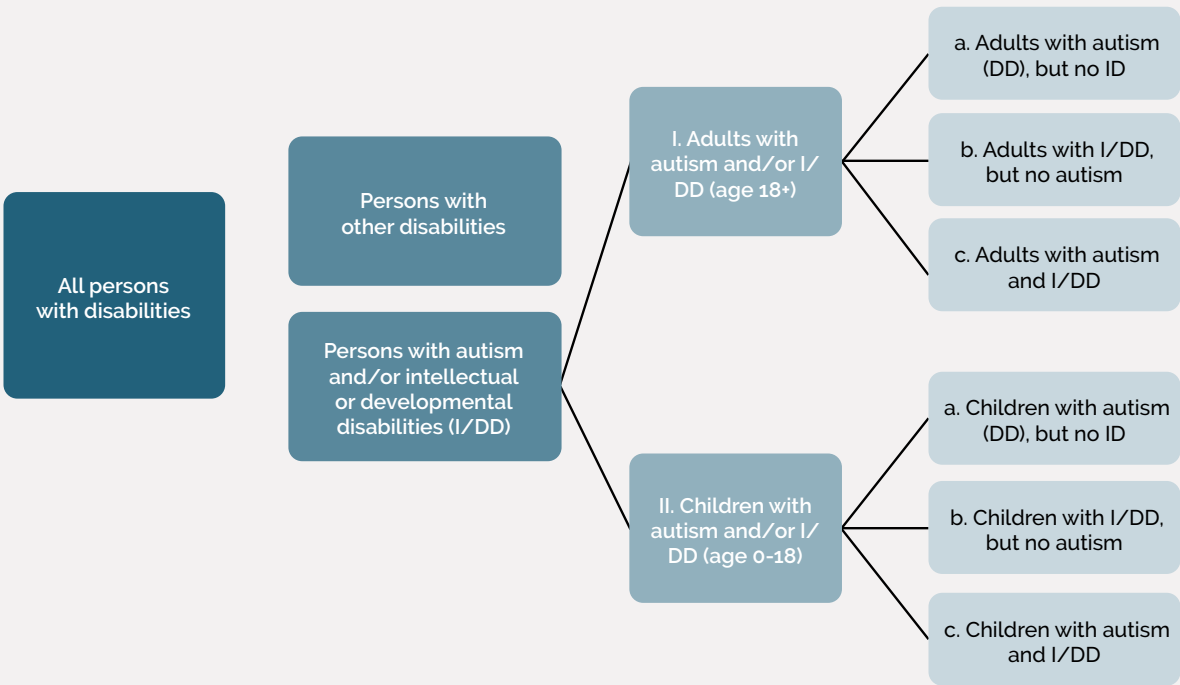 All persons
with disabilities
Persons with
other disabilities
Persons with autism
and/or intellectual
or developmental
disabilities (I/DD)
I. Adults with
autism and/or I/
DD (age 18+)
a. Adults with autism
(DD), but no ID
b. Adults with I/DD,
but no autism
c. Adults with autism
and I/DD
II. Children with
autism and/or I/
DD (age 0-18)
a. Children with autism
(DD), but no ID
b. Children with I/DD,
but no autism
c. Children with autism
and I/DD